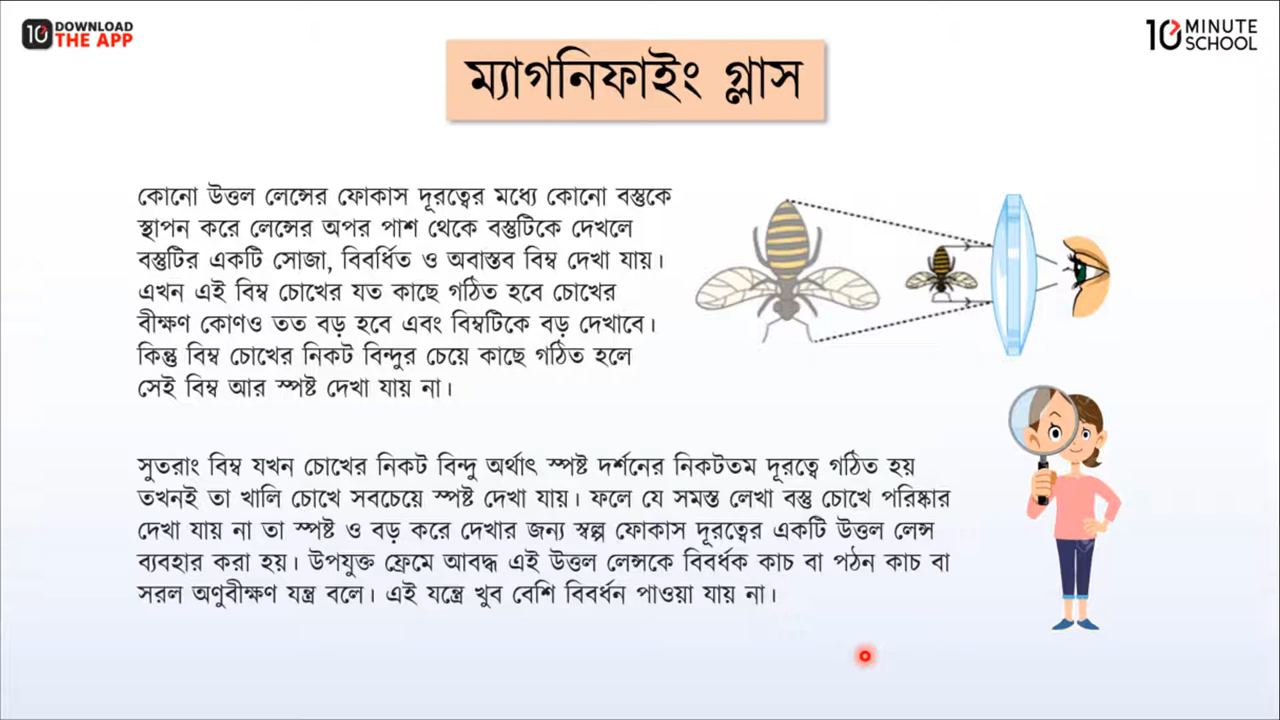 DOWNLOAD
THE APP
10 MINUTE
SCHOOL
ম্যাগনিফাইং গ্লাস
কোনো উত্তল লেন্সের ফোকাস দূরত্বের মধ্যে কোনো বস্তুকে
স্থাপন করে লেন্সের অপর পাশ থেকে বস্তুটিকে দেখলে
বস্তুটির একটি সোজা, বিবর্ধিত ও অবাস্তব বিম্ব দেখা যায়।
এখন এই বিম্ব চোখের যত কাছে গঠিত হবে চোখের
বীক্ষণ কোণও তত বড় হবে এবং বিম্বটিকে বড় দেখাবে।
কিন্তু বিম্ব চোখের নিকট বিন্দুর চেয়ে কাছে গঠিত হলে
সেই বিম্ব আর স্পষ্ট দেখা যায় না।
সুতরাং বিম্ব যখন চোখের নিকট বিন্দু অর্থাৎ স্পষ্ট দর্শনের নিকটতম দূরত্বে গঠিত হয়
তখনই তা খালি চোখে সবচেয়ে স্পষ্ট দেখা যায়। ফলে যে সমস্ত লেখা বস্তু চোখে পরিষ্কার
দেখা যায় না তা স্পষ্ট ও বড় করে দেখার জন্য স্বল্প ফোকাস দূরত্বের একটি উত্তল লেন্স
ব্যবহার করা হয়। উপযুক্ত ফ্রেমে আবদ্ধ এই উত্তল লেন্সকে বিবর্ধক কাচ বা পঠন কাচ বা
সরল অণুবীক্ষণ যন্ত্র বলে। এই যন্ত্রে খুব বেশি বিবর্ধন পাওয়া যায় না।